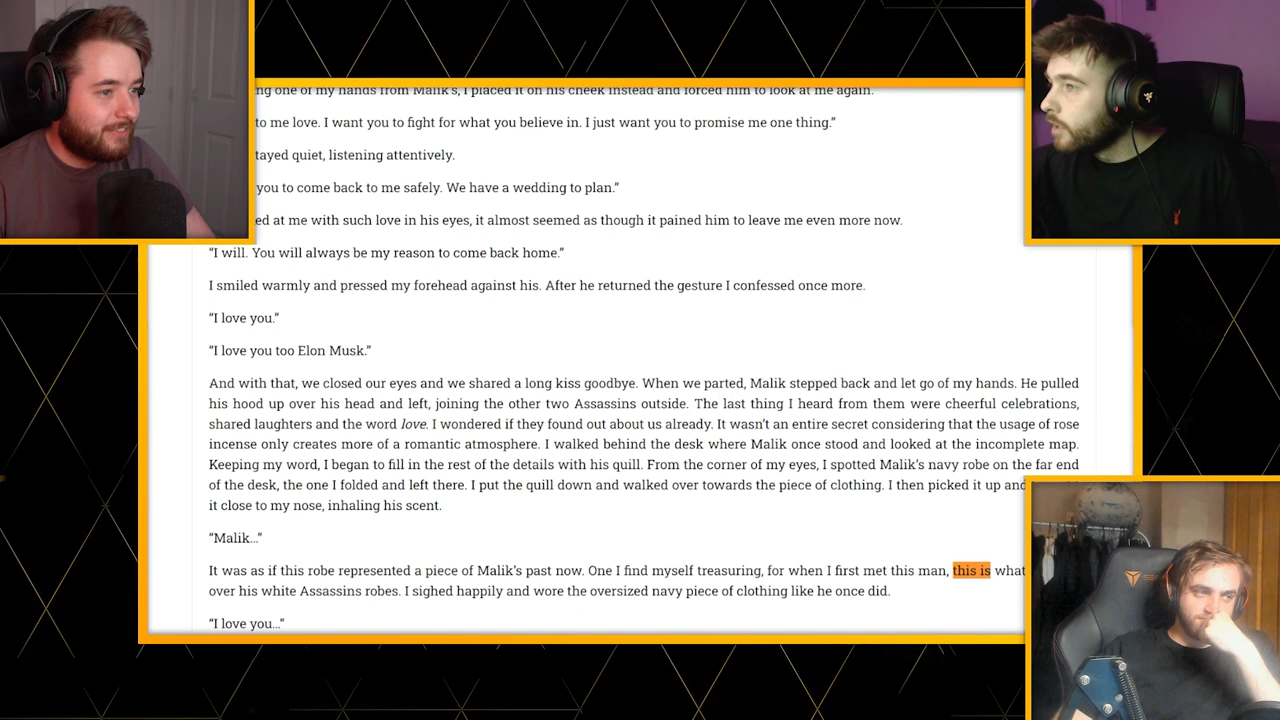 ng one of my hands from Malik's, I placed it on his cheek instead and forced him to look at me again.
to me love. I want you to fight for what you believe in. I just want you to promise me one thing.”
tayed quiet, listening attentively.
you to come back to me safely. We have a wedding to plan.”
ed at me with such love in his eyes, it almost seemed as though it pained him to leave me even more now.
“I will. You will always be my reason to come back home.”
I smiled warmly and pressed my forehead against his. After he returned the gesture I confessed once more.
“I love you.”
“I love you too Elon Musk.”
And with that, we closed our eyes and we shared a long kiss goodbye. When we parted, Malik stepped back and let go of my hands. He pulled
his hood up over his head and left, joining the other two Assassins outside. The last thing I heard from them were cheerful celebrations,
shared laughters and the word love. I wondered if they found out about us already. It wasn't an entire secret considering that the usage of rose
incense only creates more of a romantic atmosphere. I walked behind the desk where Malik once stood and looked at the incomplete map.
Keeping my word, I began to fill in the rest of the details with his quill. From the corner of my eyes, I spotted Malik's navy robe on the far end
of the desk, the one I folded and left there. I put the quill down and walked over towards the piece of clothing. I then picked it up and
it close to my nose, inhaling his scent.
“Malik...”
It was as if this robe represented a piece of Malik's past now. One I find myself treasuring, for when I first met this man, this is what
over his white Assassins robes. I sighed happily and wore the oversized navy piece of clothing like he once did.
“I love you...”